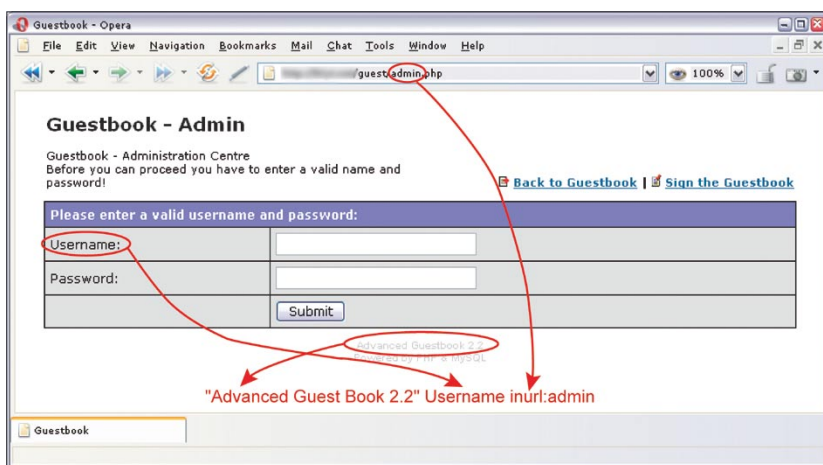 Guestbook - Opera
File Edit View Navigation Bookmarks Mail Chat Tools Window Help
/guest/admin.php 100%
Guestbook - Admin
Guestbook - Administration Centre
Before you can proceed you have to enter a valid name and
password!
Back to Guestbook | Sign the Guestbook
Please enter a valid username and password:
Username:
Password:
Submit
Advanced Guestbook 2.2
Powered by PHP & MySQL
"Advanced Guest Book 2.2" Username inurl:admin
Guestbook